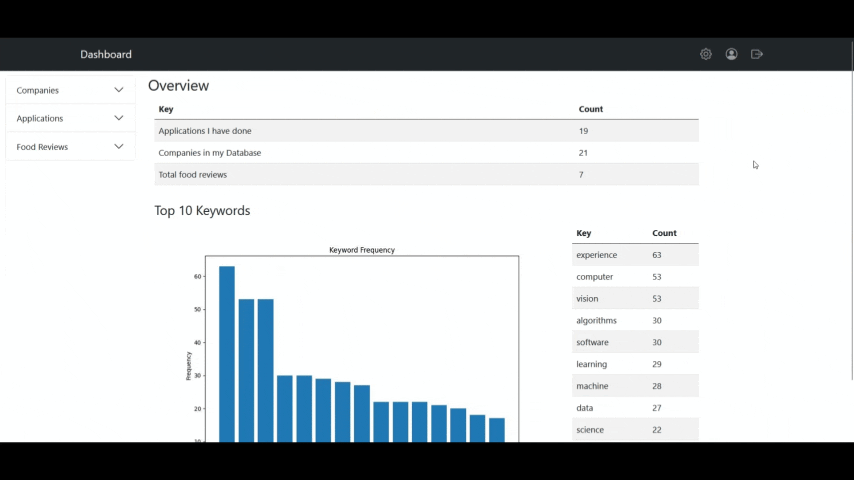 Dashboard
Companies
Applications
Food Reviews
Overview
Key Count
Applications I have done 19
Companies in my Database 21
Total food reviews 7
Top 10 Keywords
Keyword Frequency
Frequency
60
50
40
30
20
10
Key Count
experience 63
computer 53
vision 53
algorithms 30
software 30
learning 29
machine 28
data 27
science 22